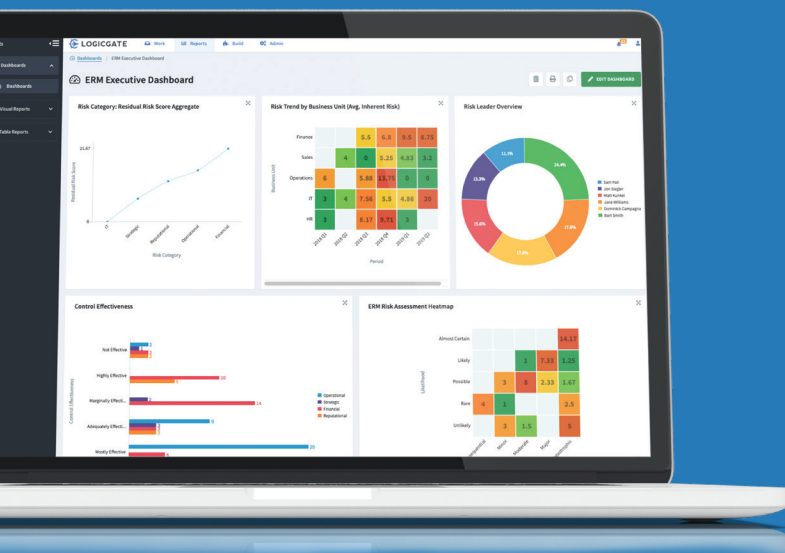 LOGICGATE Work Reports Build Admin
Dashboards / ERM Executive Dashboard
Dashboards
Dashboards
Visual Reports
Table Reports
ERM Executive Dashboard
EDIT DASHBOARD
Risk Category: Residual Risk Score Aggregate
21.67
0
Residual Risk Score
IT
Strategic
Reputational
Operational
Financial
Risk Category
Risk Trend by Business Unit (Avg. Inherent Risk)
Business Unit
Finance 5.5 6.8 9.5 8.75
Sales 4 0 5.25 4.83 3.2
Operations 6 5.88 13.75 0 0
IT 3 4 7.56 5.5 4.86 20
HR 3 8.17 9.71 3
2018-Q1
2018-Q2
2018-Q3
2018-Q4
2019-Q1
2019-Q2
Period
Risk Leader Overview
11.1%
24.4%
13.3%
15.6%
17.8%
17.8%
Sam Pall
Jon Siegler
Matt Kunkel
Jane Williams
Dominick Campagna
Bart Smith
Control Effectiveness
Control Effectiveness
Not Effective
Highly Effective 10
5
Marginally Effecti... 2
14
Adequately Effecti... 9
Mostly Effective 20
4
Operational
Strategic
Financial
Reputational
ERM Risk Assessment Heatmap
Likelihood
Almost Certain 14.17
Likely 1 7.33 1.25
Possible 3 8 2.33 1.67
Rare 4 1 3.5
Unlikely 3 1.5 5
Minor
Moderate
Major